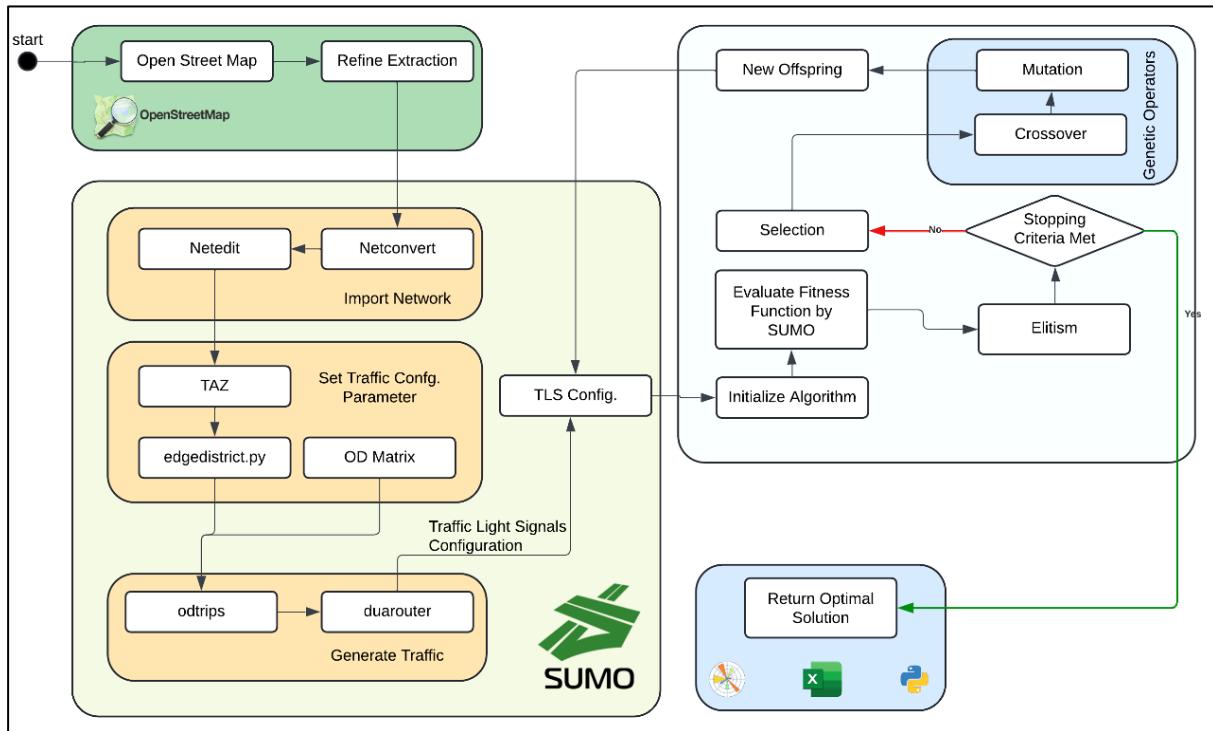 start
Open Street Map
Refine Extraction
OpenStreetMap
Netedit
Netconvert
Import Network
TAZ
Set Traffic Confg.
Parameter
edgedistrict.py
OD Matrix
Traffic Light Signals
Configuration
odtrips
duarouter
Generate Traffic
SUMO
TLS Config.
New Offspring
Mutation
Crossover
Genetic Operators
Selection
No
Stopping
Criteria Met
Yes
Evaluate Fitness
Function by
SUMO
Elitism
Initialize Algorithm
Return Optimal
Solution
X